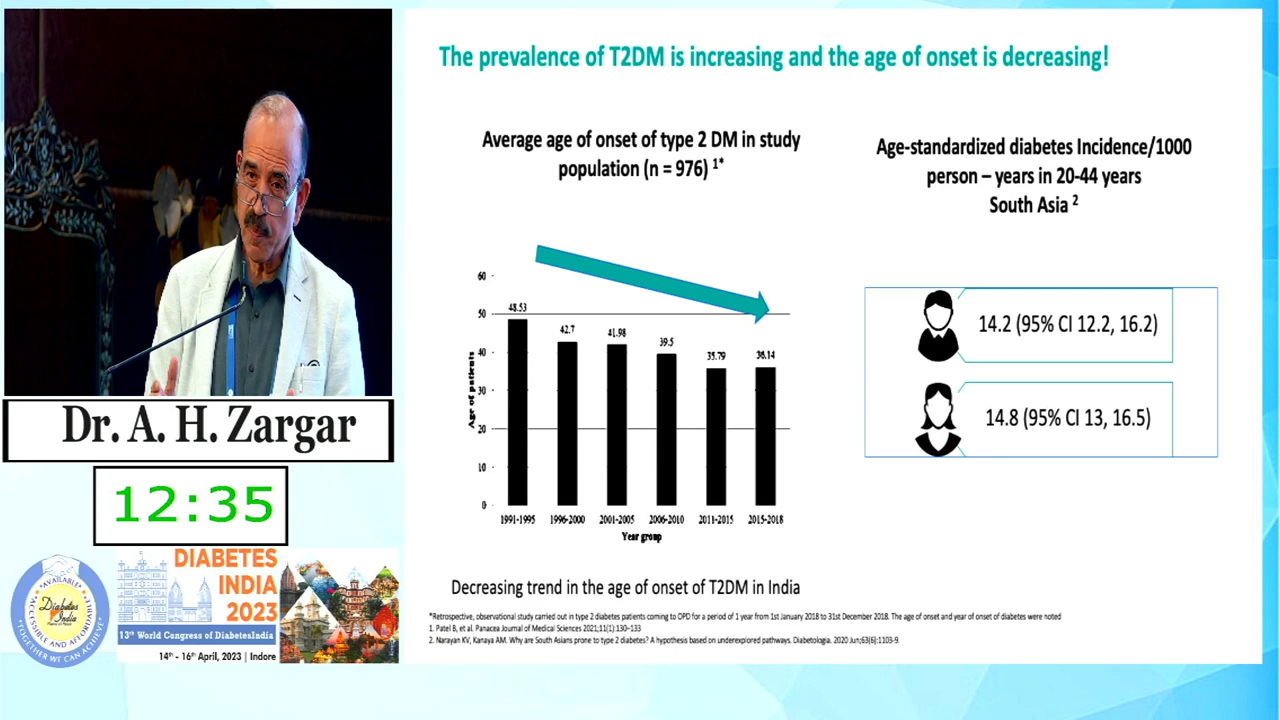 The prevalence of T2DM is increasing and the age of onset is decreasing!
Average age of onset of type 2 DM in study
population (n = 976) 1*
60
50
40
30
20
10
0
Age of patients
48.53
42.7
41.98
39.5
35.79
36.14
1991-1995
1996-2000
2001-2005
2006-2010
2011-2015
2015-2018
Year group
Decreasing trend in the age of onset of T2DM in India
Age-standardized diabetes Incidence/1000
person – years in 20-44 years
South Asia 2
14.2 (95% CI 12.2, 16.2)
14.8 (95% CI 13, 16.5)
*Retrospective, observational study carried out in type 2 diabetes patients coming to OPD for a period of 1 year from 1st January 2018 to 31st December 2018. The age of onset and year of onset of diabetes were noted
1. Patel B, et al. Panacea Journal of Medical Sciences 2021;11(1):130–133
2. Narayan KV, Kanaya AM. Why are South Asians prone to type 2 diabetes? A hypothesis based on underexplored pathways. Diabetologia. 2020 Jun;63(6):1103-9.
Dr. A. H. Zargar
12:35
AVAILABLE
ACCESSIBLE AND AFFORDABLE
Diabetes
India
TOGETHER WE CAN ACHIEVE
DIABETES
INDIA
2023
13th World Congress of DiabetesIndia
14th - 16th April, 2023 | Indore